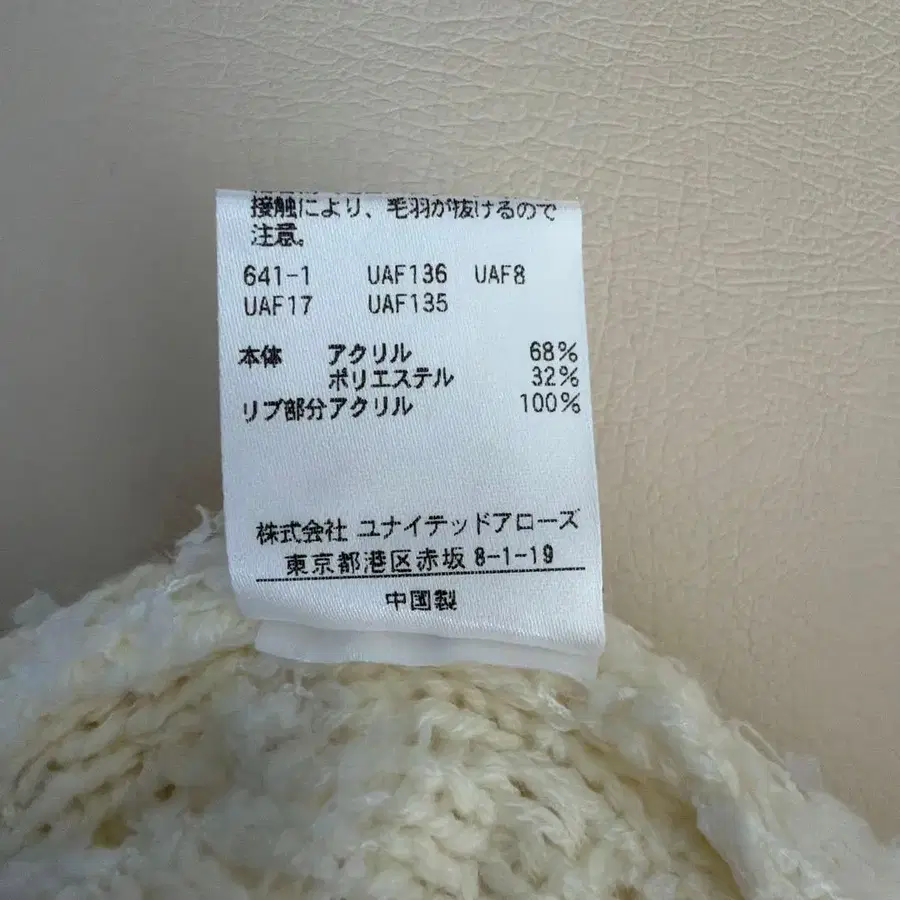 接触により、毛羽が抜けるので
注意。
641-1 UAF136 UAF8
UAF17 UAF135
本体 アクリル 68%
ポリエステル 32%
リブ部分アクリル 100%
株式会社 ユナイテッドアローズ
東京都港区赤坂 8-1-19
中国製